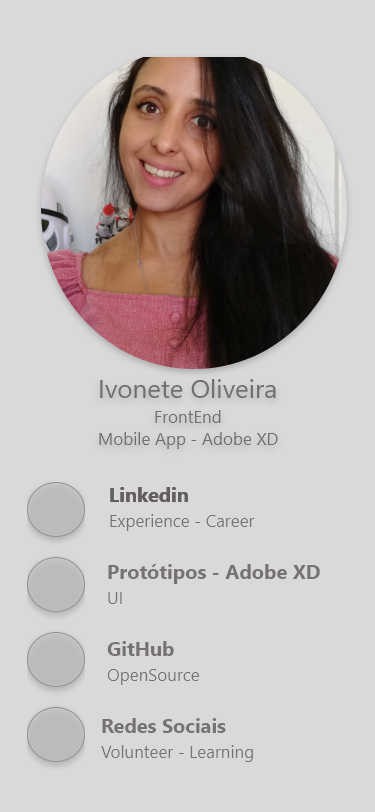 Ivonete Oliveira
FrontEnd
Mobile App - Adobe XD
Linkedin
Experience - Career
Protótipos - Adobe XD
UI
GitHub
OpenSource
Redes Sociais
Volunteer - Learning